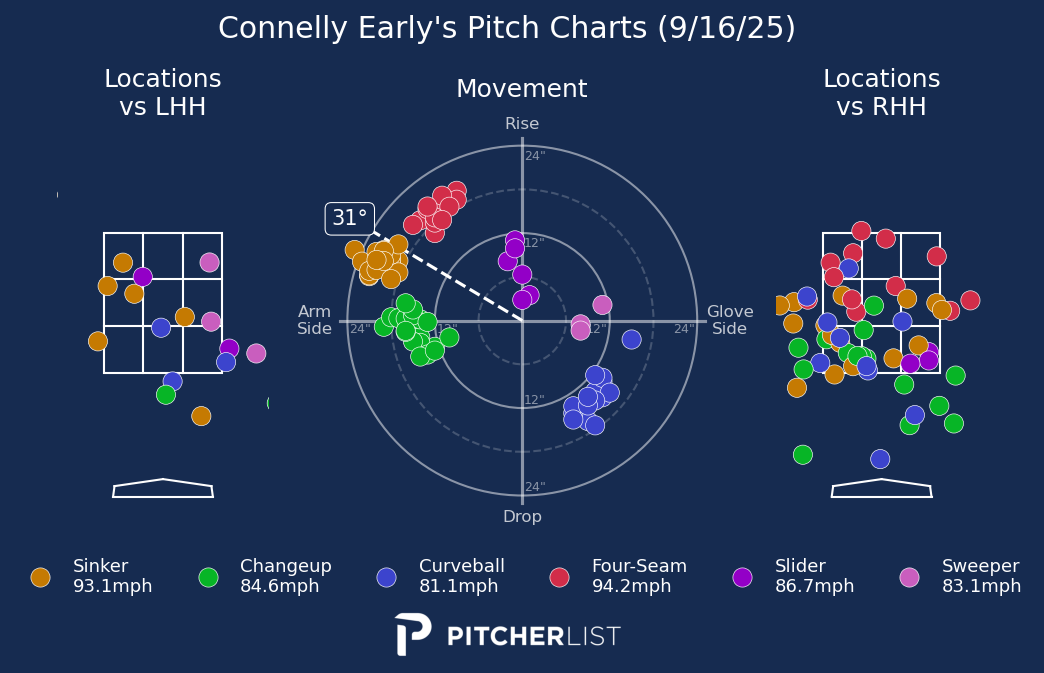 Connelly Early's Pitch Charts (9/16/25)
Locations
vs LHH
Movement
Locations
vs RHH
Rise
24"
31°
12"
Arm
Side
24"
12"
12"
24"
Glove
Side
12"
24"
Drop
Sinker
93.1mph
Changeup
84.6mph
Curveball
81.1mph
Four-Seam
94.2mph
Slider
86.7mph
Sweeper
83.1mph
PITCHERLIST